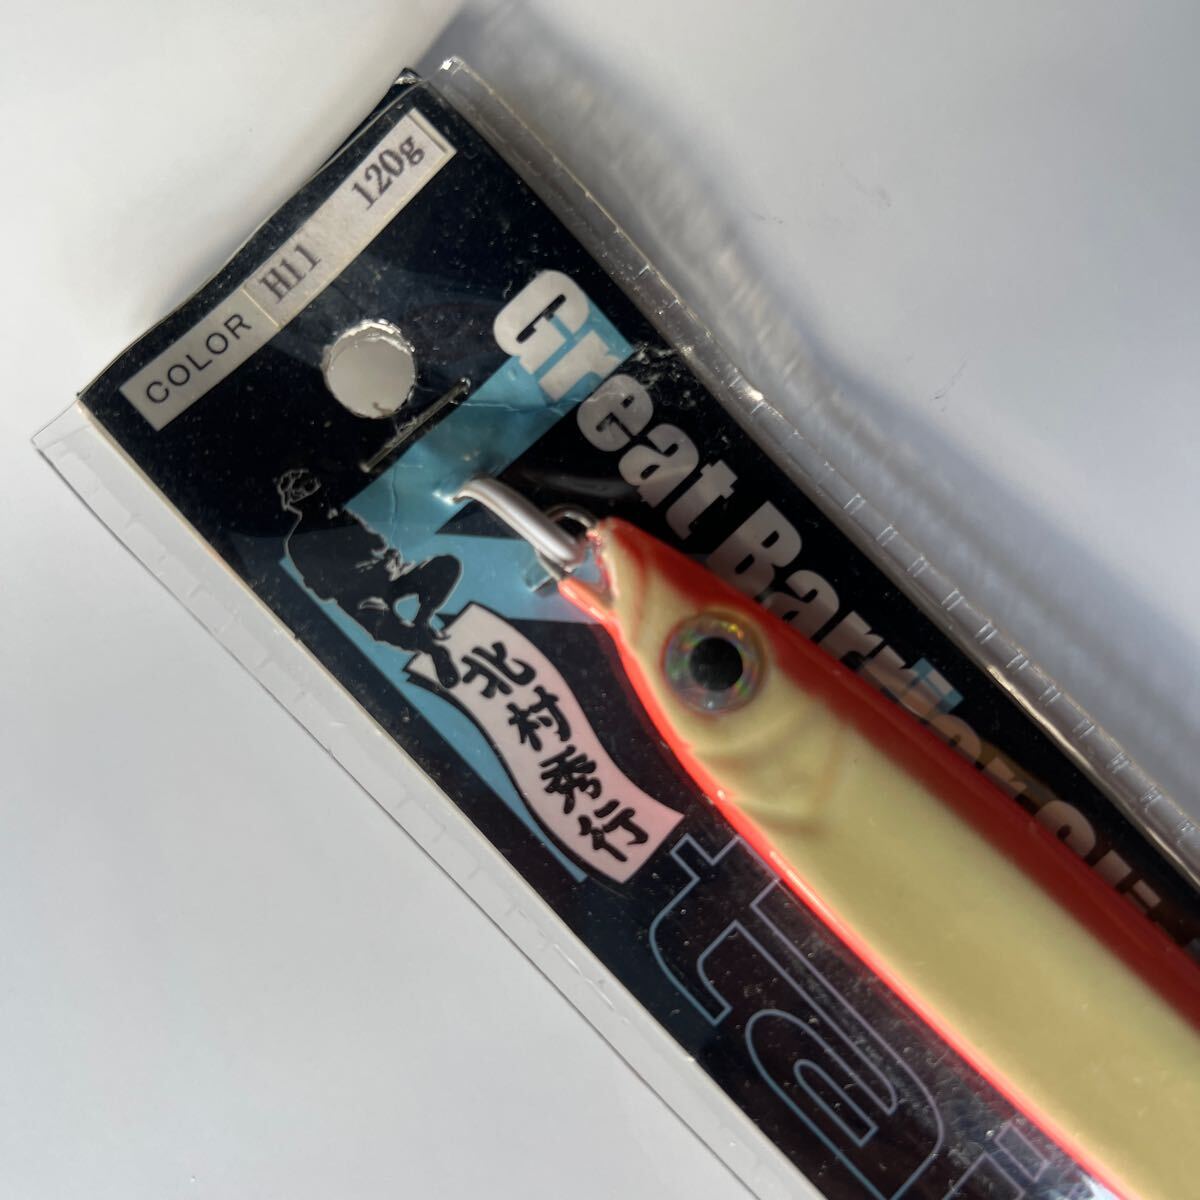 COLOR H11 120g
Great Barrier
北村秀行